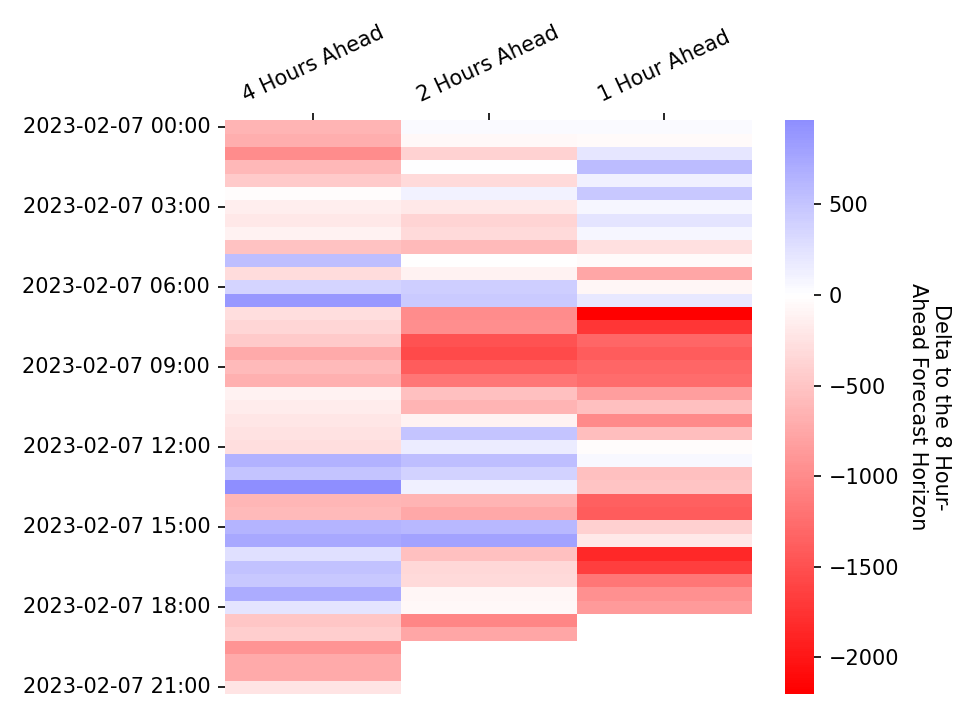 4 Hours Ahead
2 Hours Ahead
1 Hour Ahead
2023-02-07 00:00
2023-02-07 03:00
2023-02-07 06:00
2023-02-07 09:00
2023-02-07 12:00
2023-02-07 15:00
2023-02-07 18:00
2023-02-07 21:00
500
0
−500
−1000
−1500
−2000
Delta to the 8 Hour-
Ahead Forecast Horizon